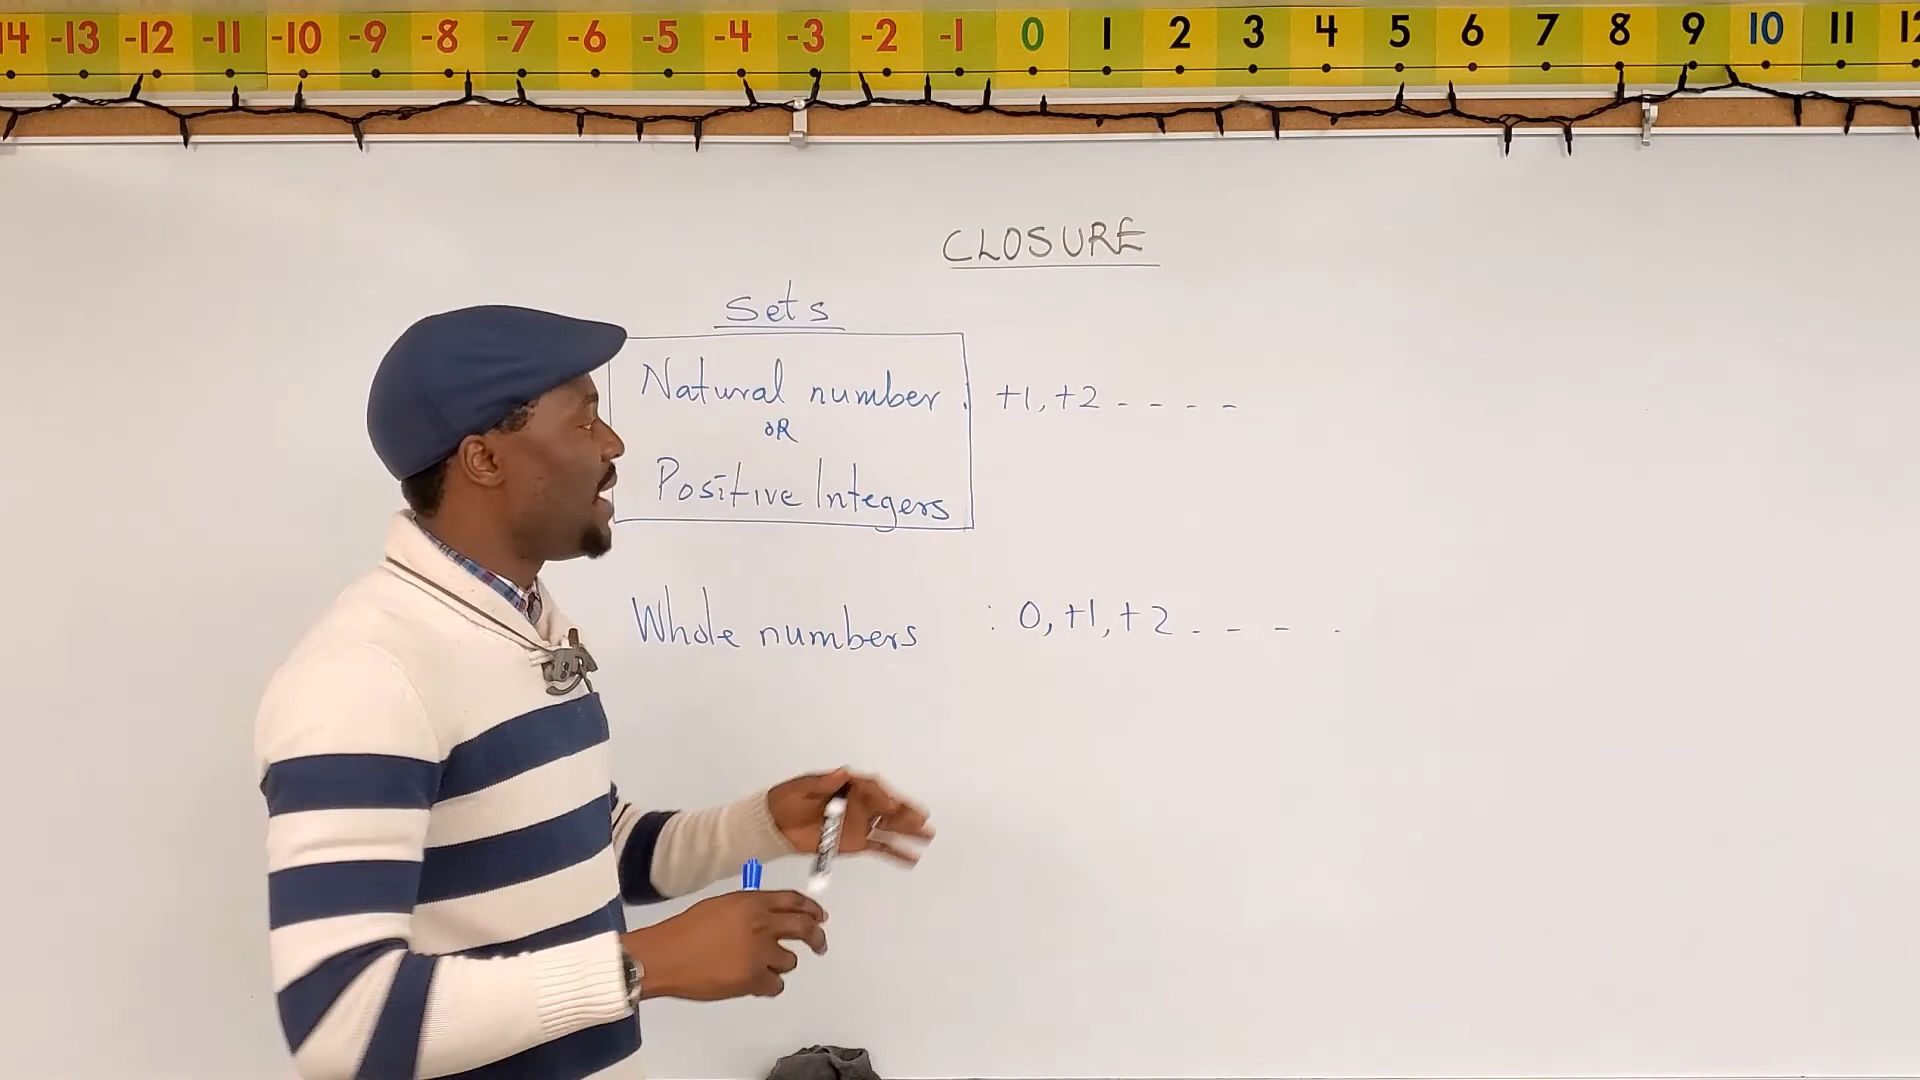 14 -13 -12 -11 -10 -9 -8 -7 -6 -5 -4 -3 -2 -1 0 1 2 3 4 5 6 7 8 9 10 11 12
CLOSURE
Sets
Natural number : +1, +2 - - - -
OR
Positive Integers
Whole numbers : 0, +1, +2 - - - -